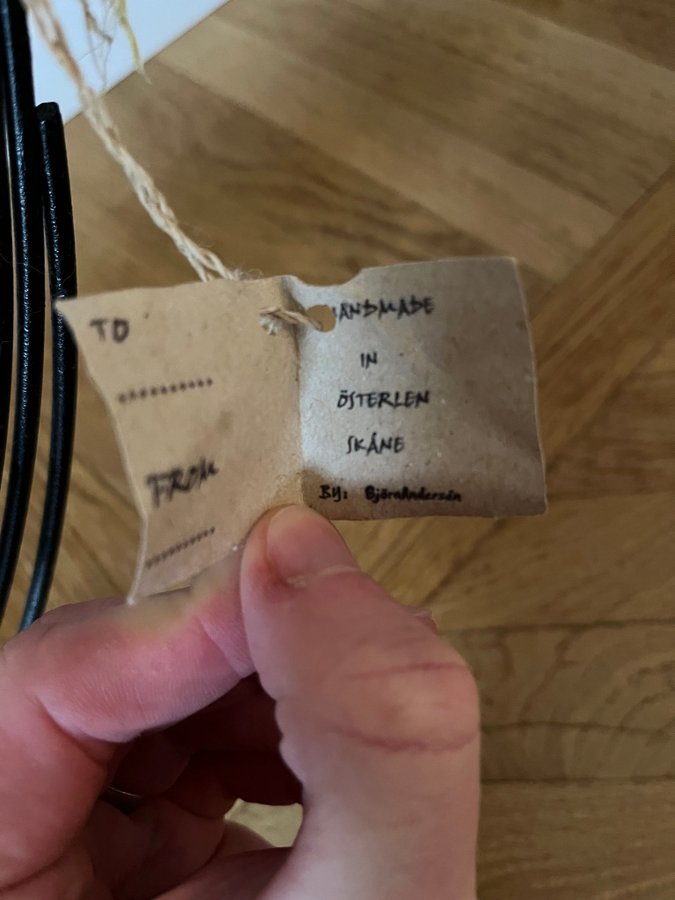 TO
...........
FROM
...........
HANDMADE
IN
ÖSTERLEN
SKÅNE
BY: BjörnAndersén